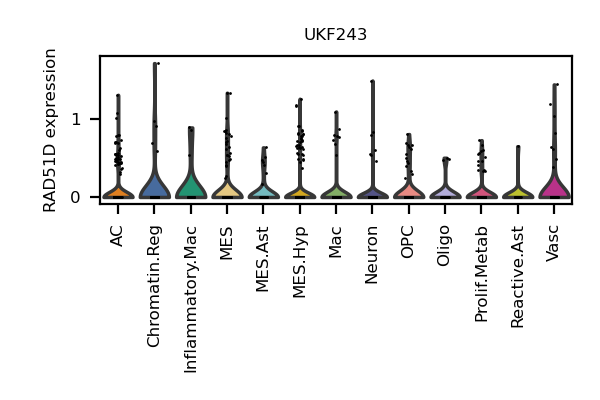 UKF243
RAD51D expression
1
0
AC
Chromatin.Reg
Inflammatory.Mac
MES
MES.Ast
MES.Hyp
Mac
Neuron
OPC
Oligo
Prolif.Metab
Reactive.Ast
Vasc